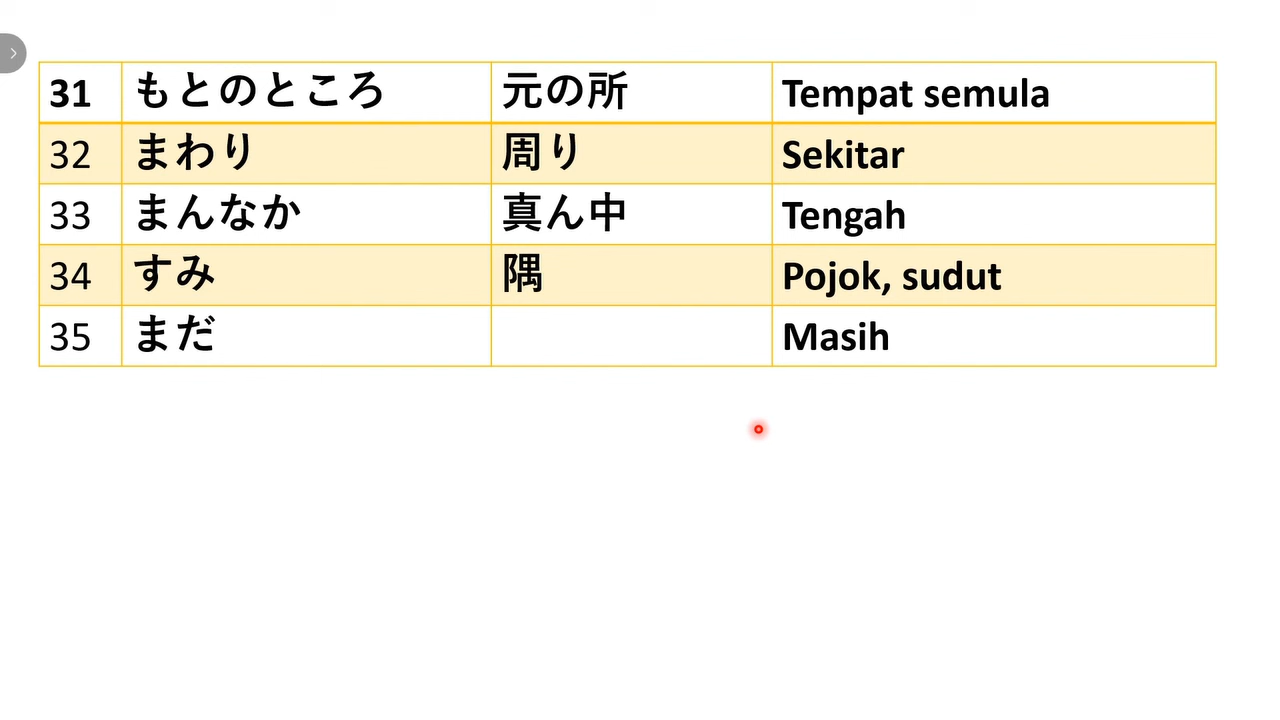 31 もとのところ 元の所 Tempat semula
32 まわり 周り Sekitar
33 まんなか 真ん中 Tengah
34 すみ 隅 Pojok, sudut
35 まだ Masih